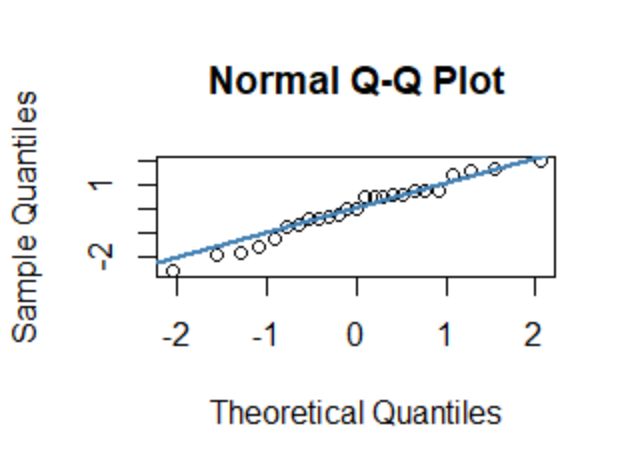 Normal Q-Q Plot
Sample Quantiles
1
-2
-2 -1 0 1 2
Theoretical Quantiles